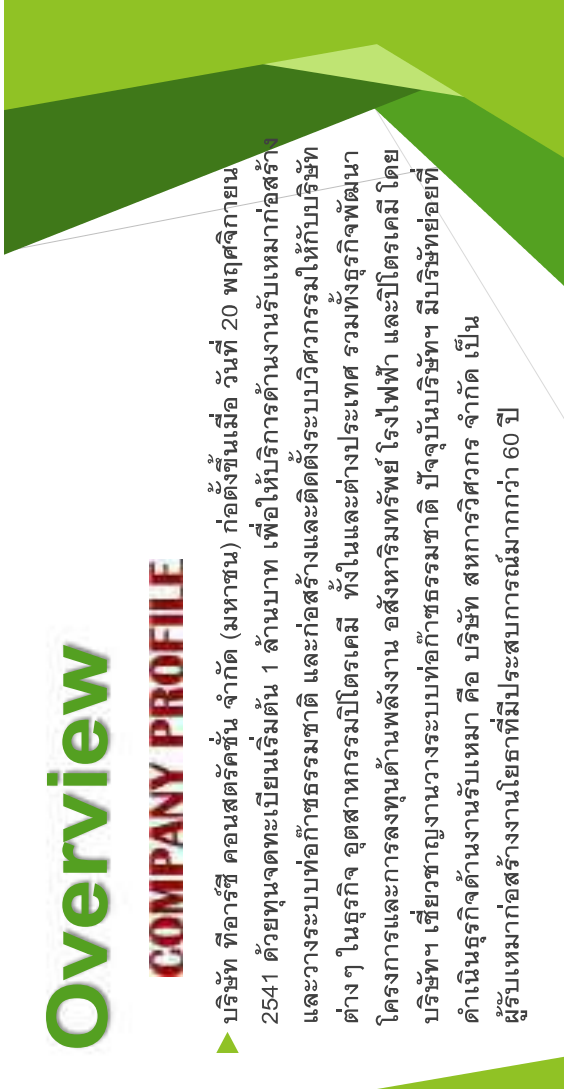 Overview
COMPANY PROFILE
บริษัท ทีอาร์ซี คอนสตรัคชั่น จำกัด (มหาชน) ก่อตั้งขึ้นเมื่อ วันที่ 20 พฤศจิกายน
2541 ด้วยทุนจดทะเบียนเริ่มต้น 1 ล้านบาท เพื่อให้บริการด้านงานรับเหมาก่อสร้าง
และวางระบบท่อก๊าซธรรมชาติ และก่อสร้างและติดตั้งระบบวิศวกรรมให้กับบริษัท
ต่างๆ ในธุรกิจ อุตสาหกรรมปิโตรเคมี ทั้งในและต่างประเทศ รวมทั้งธุรกิจพัฒนา
โครงการและการลงทุนด้านพลังงาน อสังหาริมทรัพย์ โรงไฟฟ้า และปิโตรเคมี โดย
บริษัทฯ เชี่ยวชาญงานวางระบบท่อก๊าซธรรมชาติ ปัจจุบันบริษัทฯ มีบริษัทย่อยที่
ดำเนินธุรกิจด้านงานรับเหมา คือ บริษัท สหการวิศวกร จำกัด เป็น
ผู้รับเหมาก่อสร้างงานโยธาที่มีประสบการณ์มากกว่า 60 ปี